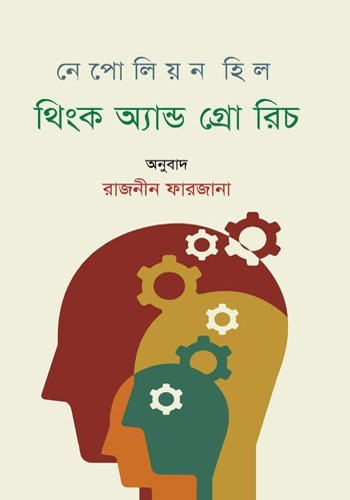 নেপোলিয়ন হিল
থিংক অ্যান্ড গ্রো রিচ
অনুবাদ
রাজনীন ফারজানা